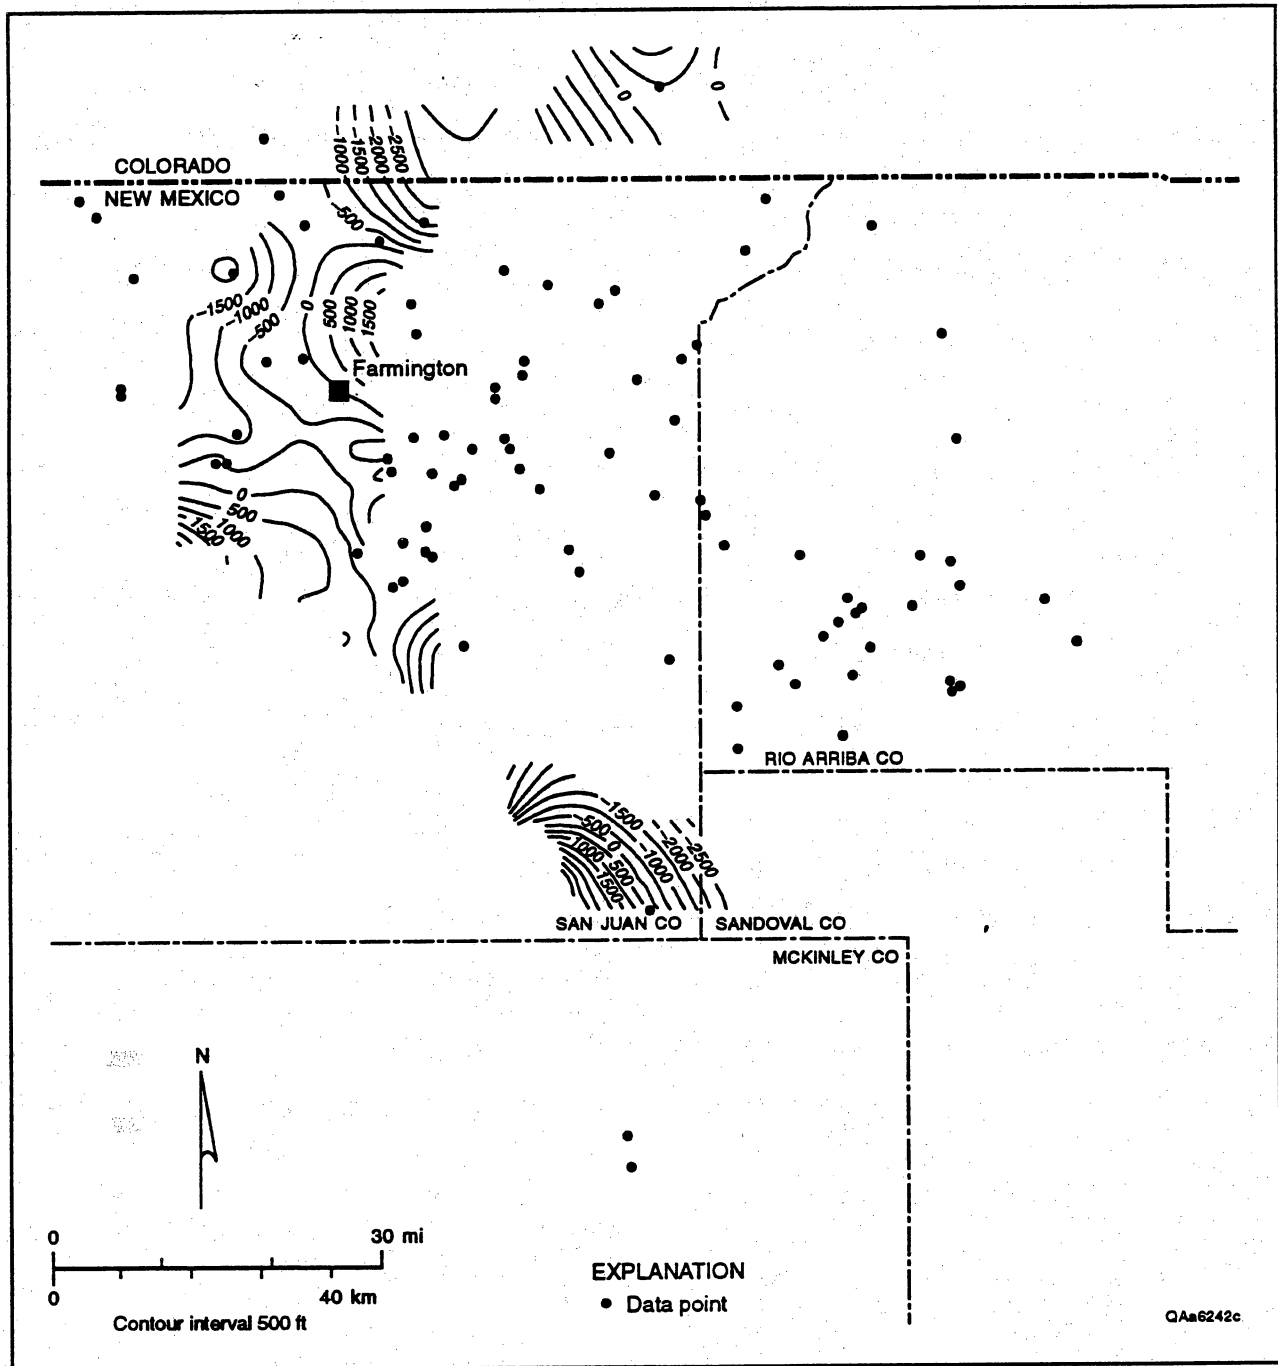 0
0
-1000
-1500
-2000
-2500
COLORADO
NEW MEXICO
-500
-1500
-1000
-500
0
500
1000
1500
Farmington
0
500
1000
1500
RIO ARRIBA CO
-1500
-500
0
-1000
-2000
-2500
1000
500
1500
SAN JUAN CO
SANDOVAL CO
MCKINLEY CO
N
0 30 mi
0 40 km
Contour interval 500 ft
EXPLANATION
Data point
QAa6242c